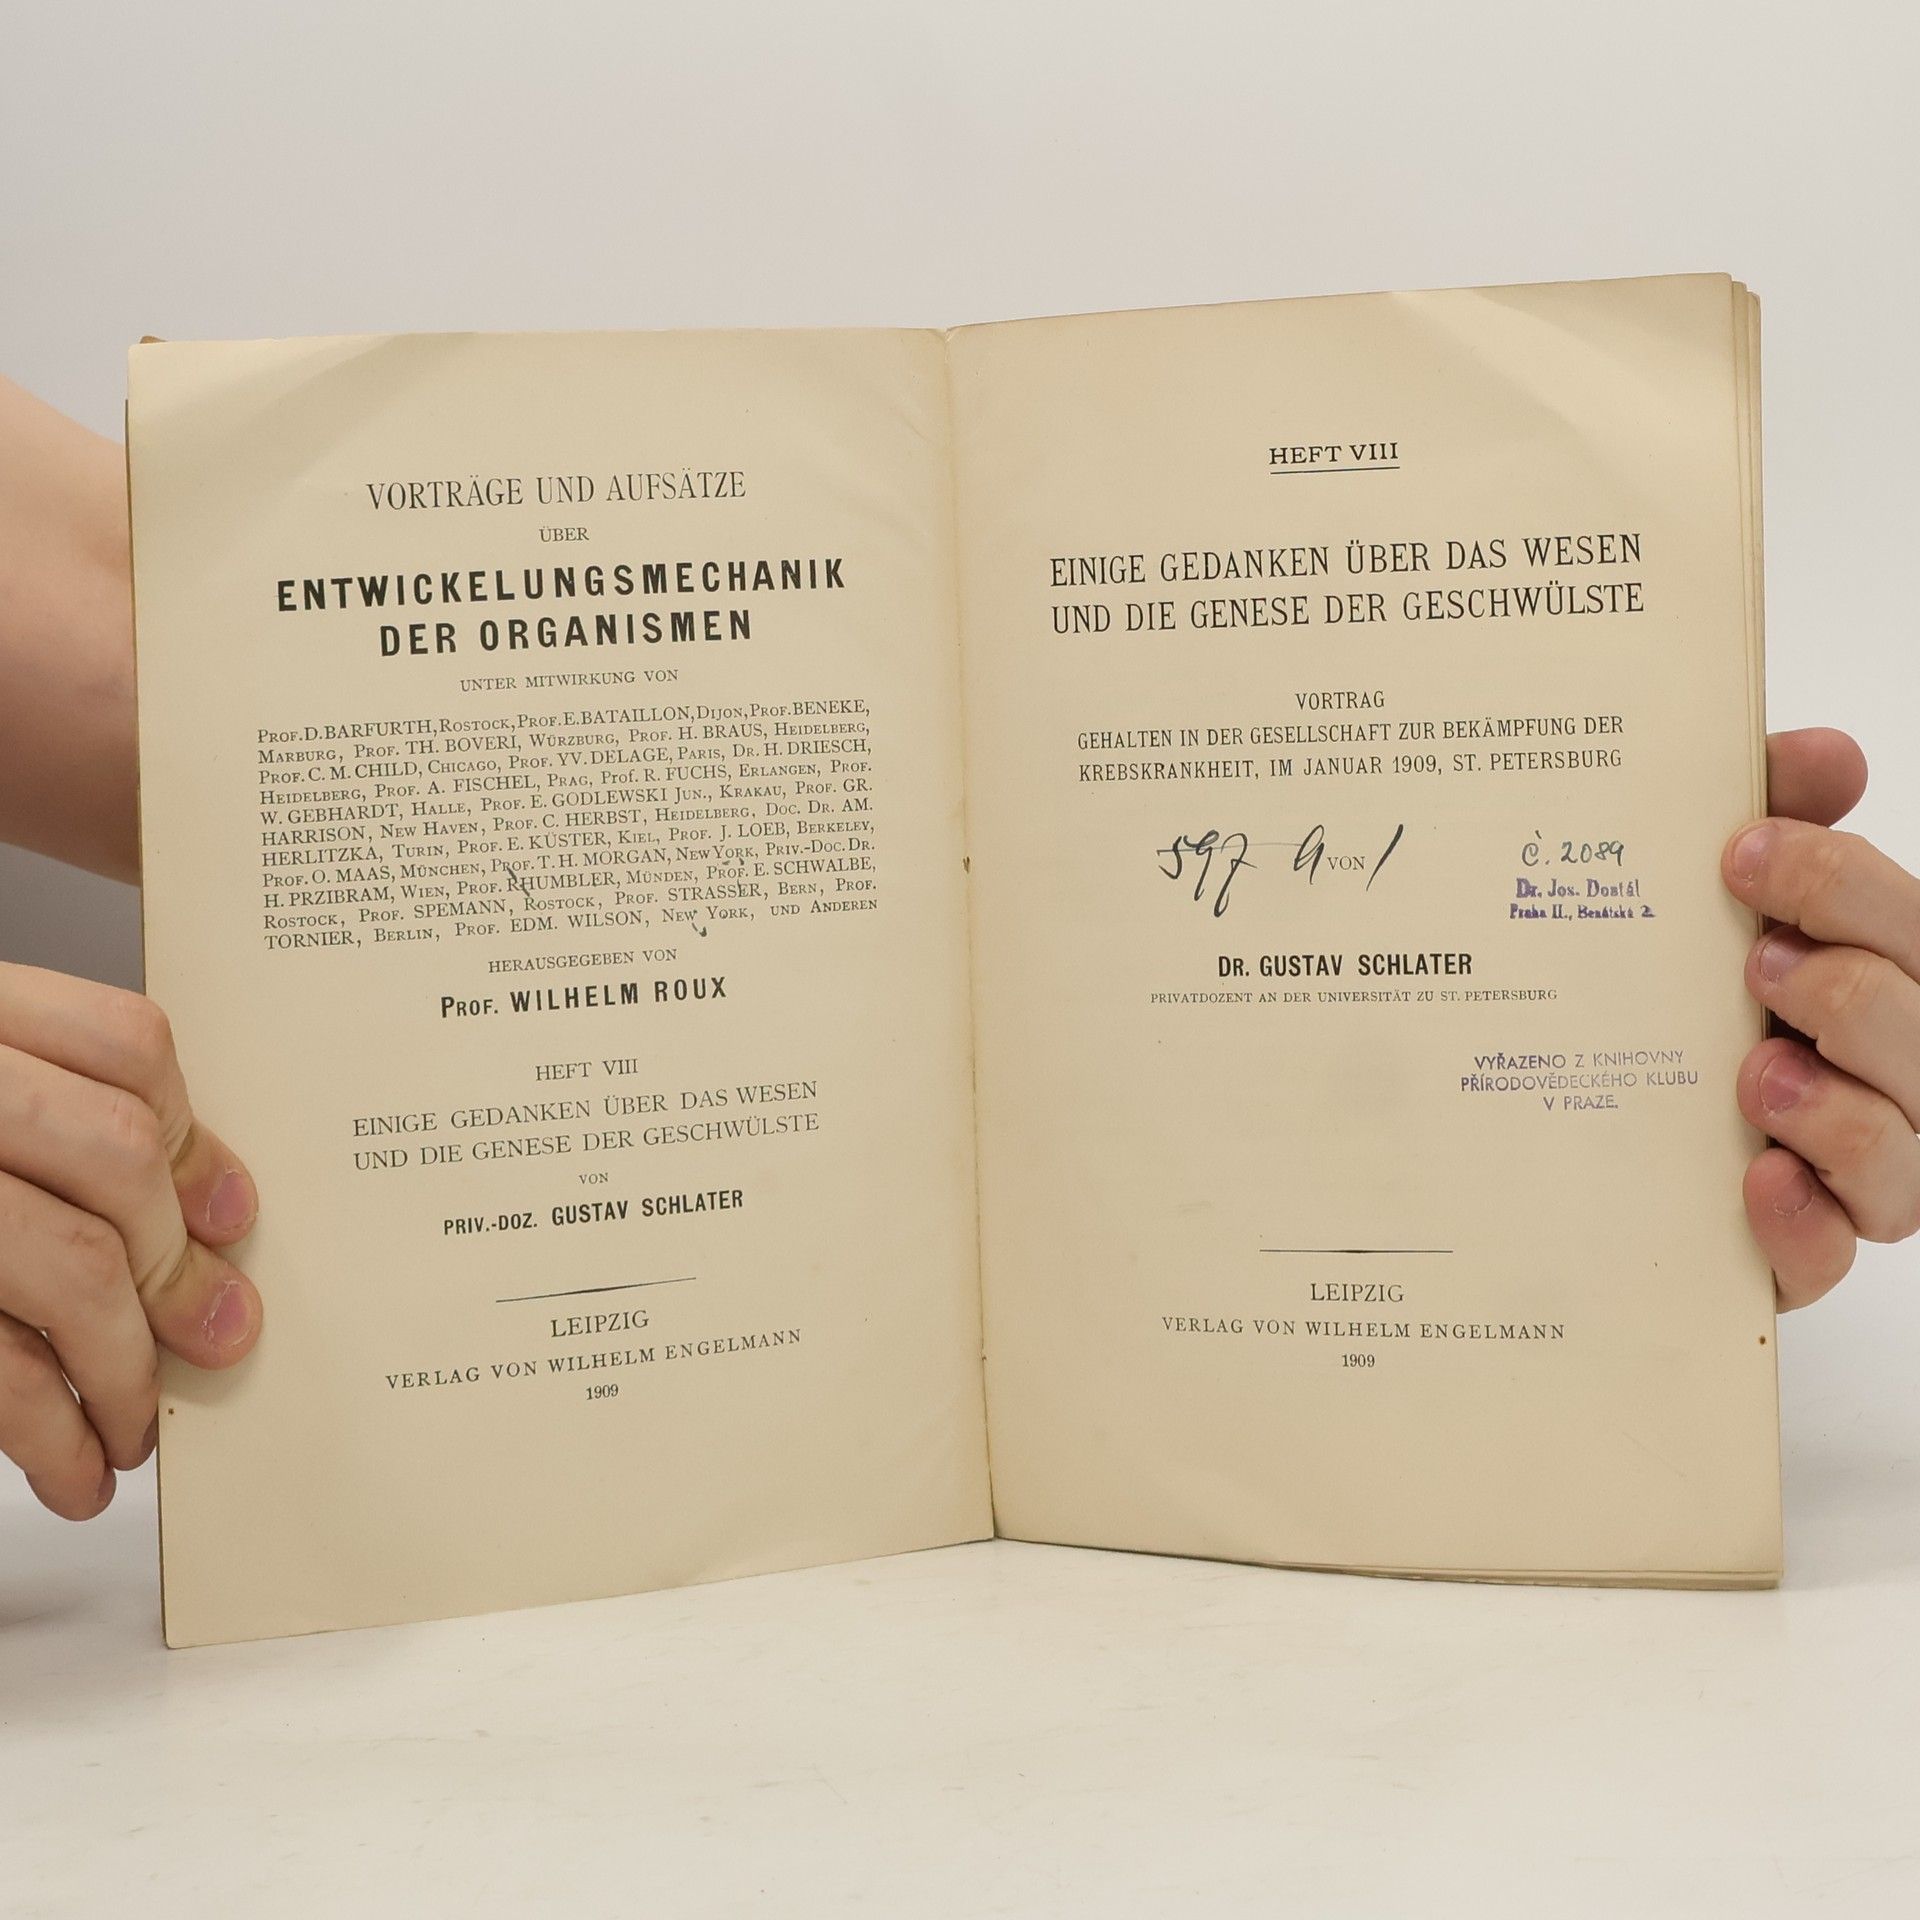 VORTRÄGE UND AUFSÄTZE
ÜBER
ENTWICKELUNGSMECHANIK
DER ORGANISMEN
UNTER MITWIRKUNG VON
PROF. D. BARFURTH, ROSTOCK, PROF. E. BATAILLON, DIJON, PROF. BENEKE,
MARBURG, PROF. TH. BOVERI, WÜRZBURG, PROF. H. BRAUS, HEIDELBERG,
PROF. C. M. CHILD, CHICAGO, PROF. YV. DELAGE, PARIS, DR. H. DRIESCH,
HEIDELBERG, PROF. A. FISCHEL, PRAG, Prof. R. FUCHS, ERLANGEN, PROF.
W. GEBHARDT, HALLE, PROF. E. GODLEWSKI JUN., KRAKAU, PROF. GR.
HARRISON, NEW HAVEN, PROF. C. HERBST, HEIDELBERG, DOC. DR. AM.
HERLITZKA, TURIN, PROF. E. KÜSTER, KIEL, PROF. J. LOEB, BERKELEY,
PROF. O. MAAS, MÜNCHEN, PROF. T. H. MORGAN, NEW YORK, PRIV.-DOC. DR.
H. PRZIBRAM, WIEN, PROF. RHUMBLER, MÜNDEN, PROF. E. SCHWALBE,
ROSTOCK, PROF. SPEMANN, ROSTOCK, PROF. STRASSER, BERN, PROF.
TORNIER, BERLIN, PROF. EDM. WILSON, NEW YORK, UND ANDEREN
HERAUSGEGEBEN VON
PROF. WILHELM ROUX
HEFT VIII
EINIGE GEDANKEN ÜBER DAS WESEN
UND DIE GENESE DER GESCHWÜLSTE
VON
PRIV.-DOZ. GUSTAV SCHLATER
LEIPZIG
VERLAG VON WILHELM ENGELMANN
1909
HEFT VIII
EINIGE GEDANKEN ÜBER DAS WESEN
UND DIE GENESE DER GESCHWÜLSTE
VORTRAG
GEHALTEN IN DER GESELLSCHAFT ZUR BEKÄMPFUNG DER
KREBSKRANKHEIT, IM JANUAR 1909, ST. PETERSBURG
597 VON
č. 2089
Dr. Jos. Dostál
Praha II., Benátská 2.
DR. GUSTAV SCHLATER
PRIVATDOZENT AN DER UNIVERSITÄT ZU ST. PETERSBURG
VYŘAZENO Z KNIHOVNY
PŘÍRODOVĚDECKÉHO KLUBU
V PRAZE.
LEIPZIG
VERLAG VON WILHELM ENGELMANN
1909